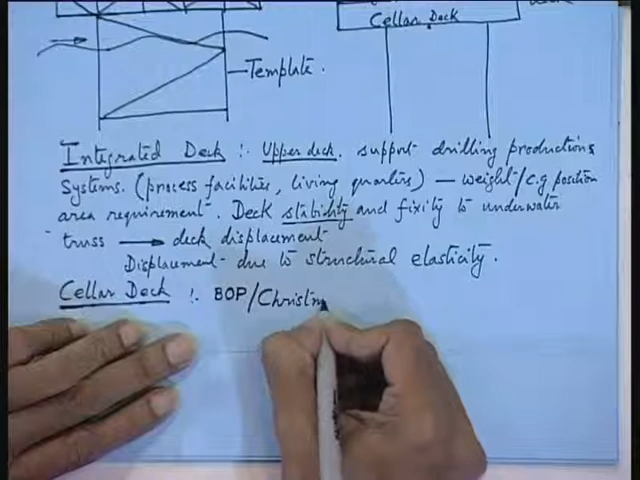 Cellar Deck
Template.
Integrated Deck :- Upper deck. support drilling productions
Systems. (process facilities, living quarters) — weight/c.g position
area requirement. Deck stability and fixity to underwater
truss → deck displacement
Displacement due to structural elasticity.
Cellar Deck :- BOP/Christm